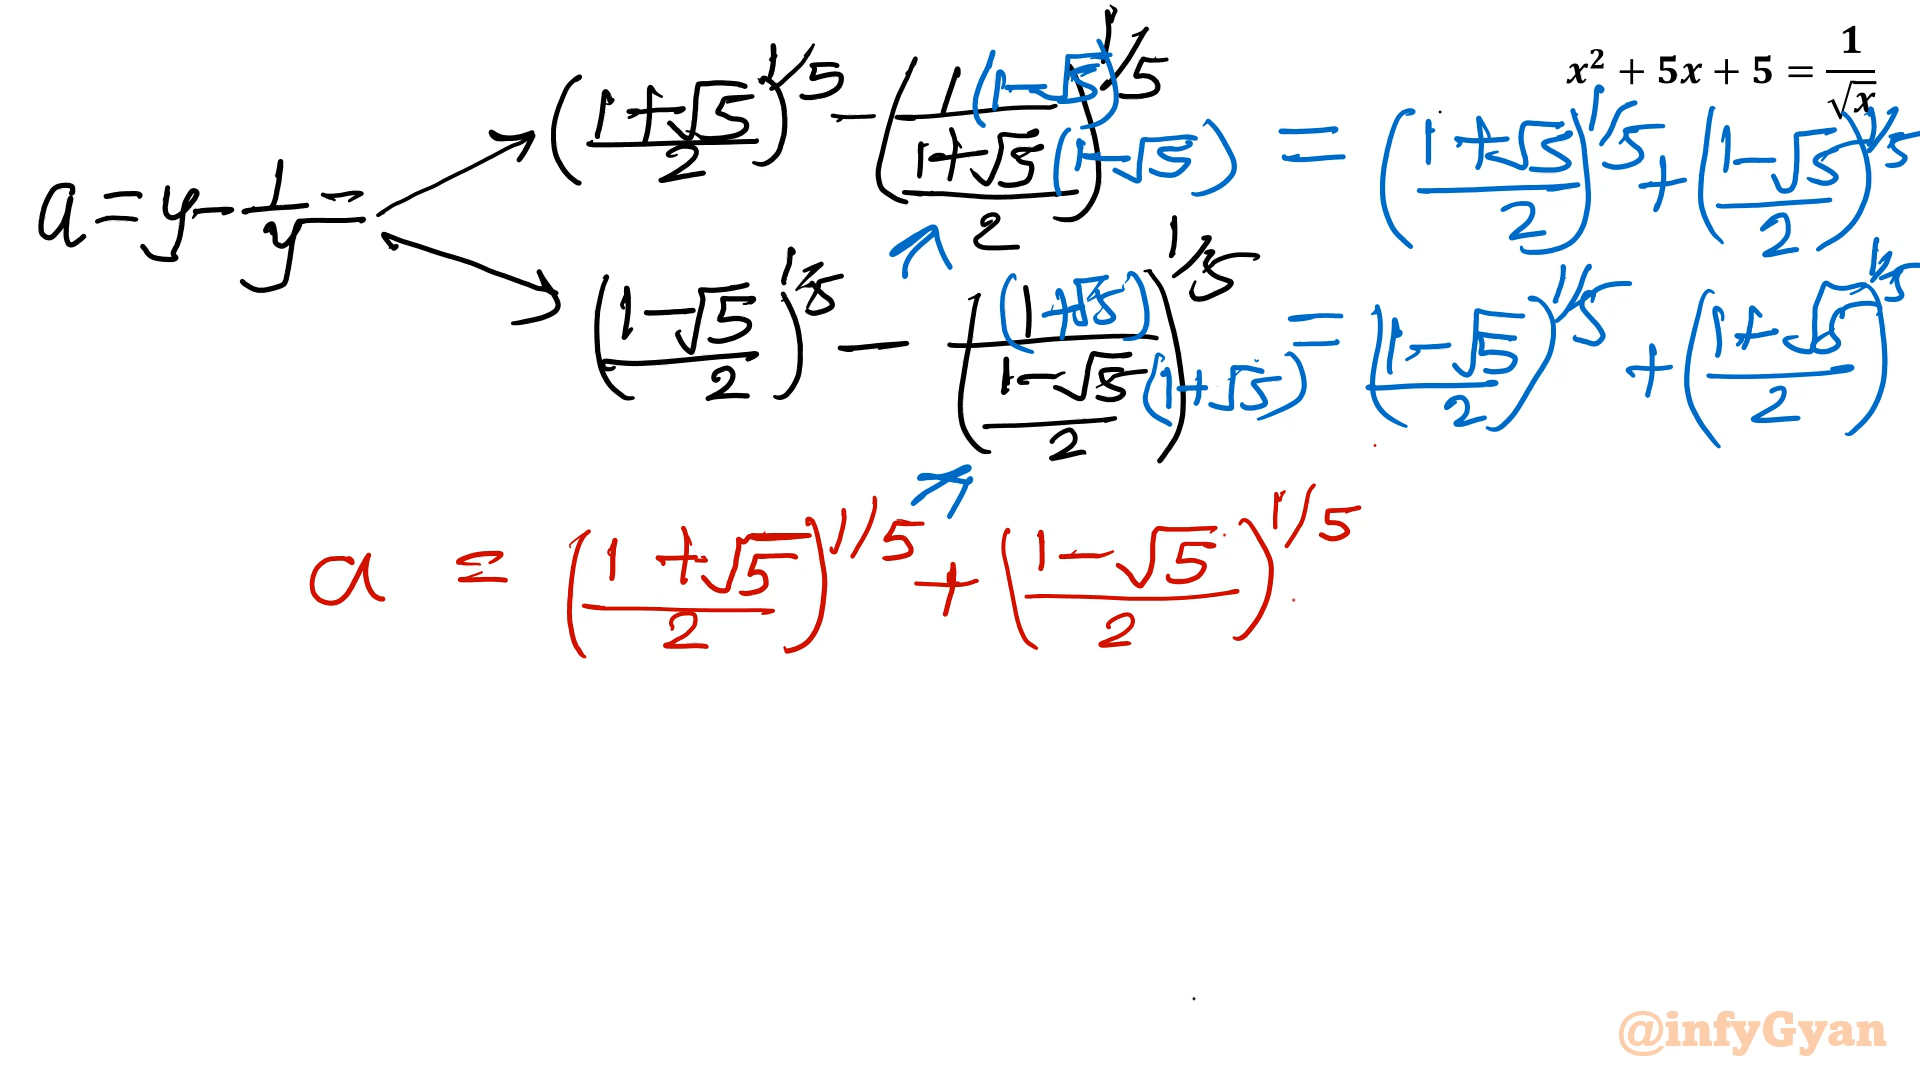 x² + 5x + 5 = 1/√x
a = y - 1/y =
((1+√5)/2)^1/5 - (1(1-√5)/((1+√5)(1-√5)/2))^1/5 = ((1+√5)/2)^1/5 + ((1-√5)/2)^1/5
((1-√5)/2)^1/5 - (1(1+√5)/((1-√5)(1+√5)/2))^1/5 = ((1-√5)/2)^1/5 + ((1+√5)/2)^1/5
a = ((1+√5)/2)^1/5 + ((1-√5)/2)^1/5
@infyGyan